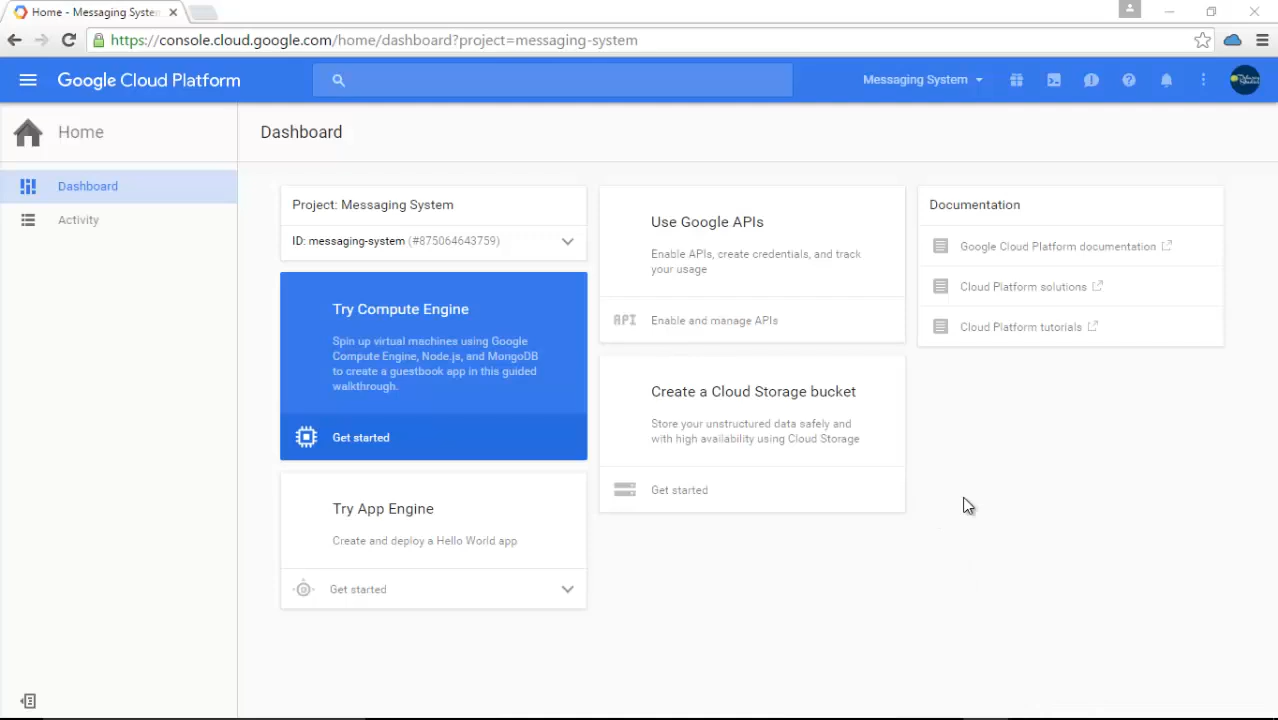 Home - Messaging Syste
https://console.cloud.google.com/home/dashboard?project=messaging-system
Google Cloud Platform
Messaging System
Home
Dashboard
Dashboard
Activity
Project: Messaging System
ID: messaging-system (#875064643759)
Try Compute Engine
Spin up virtual machines using Google
Compute Engine, Node.js, and MongoDB
to create a guestbook app in this guided
walkthrough.
Get started
Try App Engine
Create and deploy a Hello World app
Get started
Use Google APIs
Enable APIs, create credentials, and track
your usage
API Enable and manage APIs
Create a Cloud Storage bucket
Store your unstructured data safely and
with high availability using Cloud Storage
Get started
Documentation
Google Cloud Platform documentation
Cloud Platform solutions
Cloud Platform tutorials